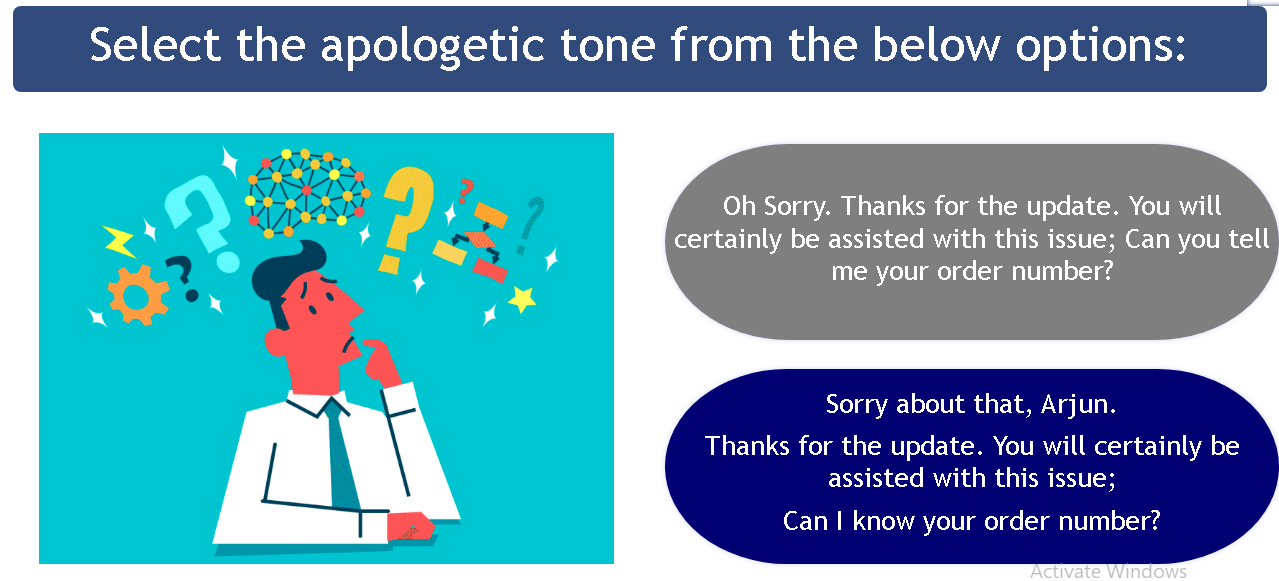 Select the apologetic tone from the below options:
Oh Sorry. Thanks for the update. You will
certainly be assisted with this issue; Can you tell
me your order number?
Sorry about that, Arjun.
Thanks for the update. You will certainly be
assisted with this issue;
Can I know your order number?
Activate Windows